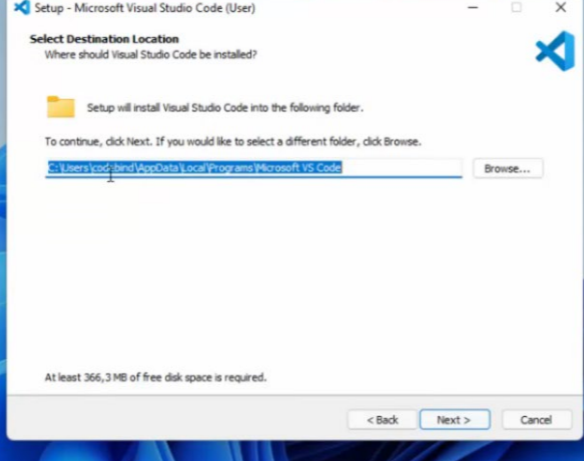 Setup - Microsoft Visual Studio Code (User)
Select Destination Location
Where should Visual Studio Code be installed?
Setup will install Visual Studio Code into the following folder.
To continue, click Next. If you would like to select a different folder, click Browse.
C:\Users\codebind\AppData\Local\Programs\Microsoft VS Code
Browse...
At least 366,3 MB of free disk space is required.
< Back
Next >
Cancel